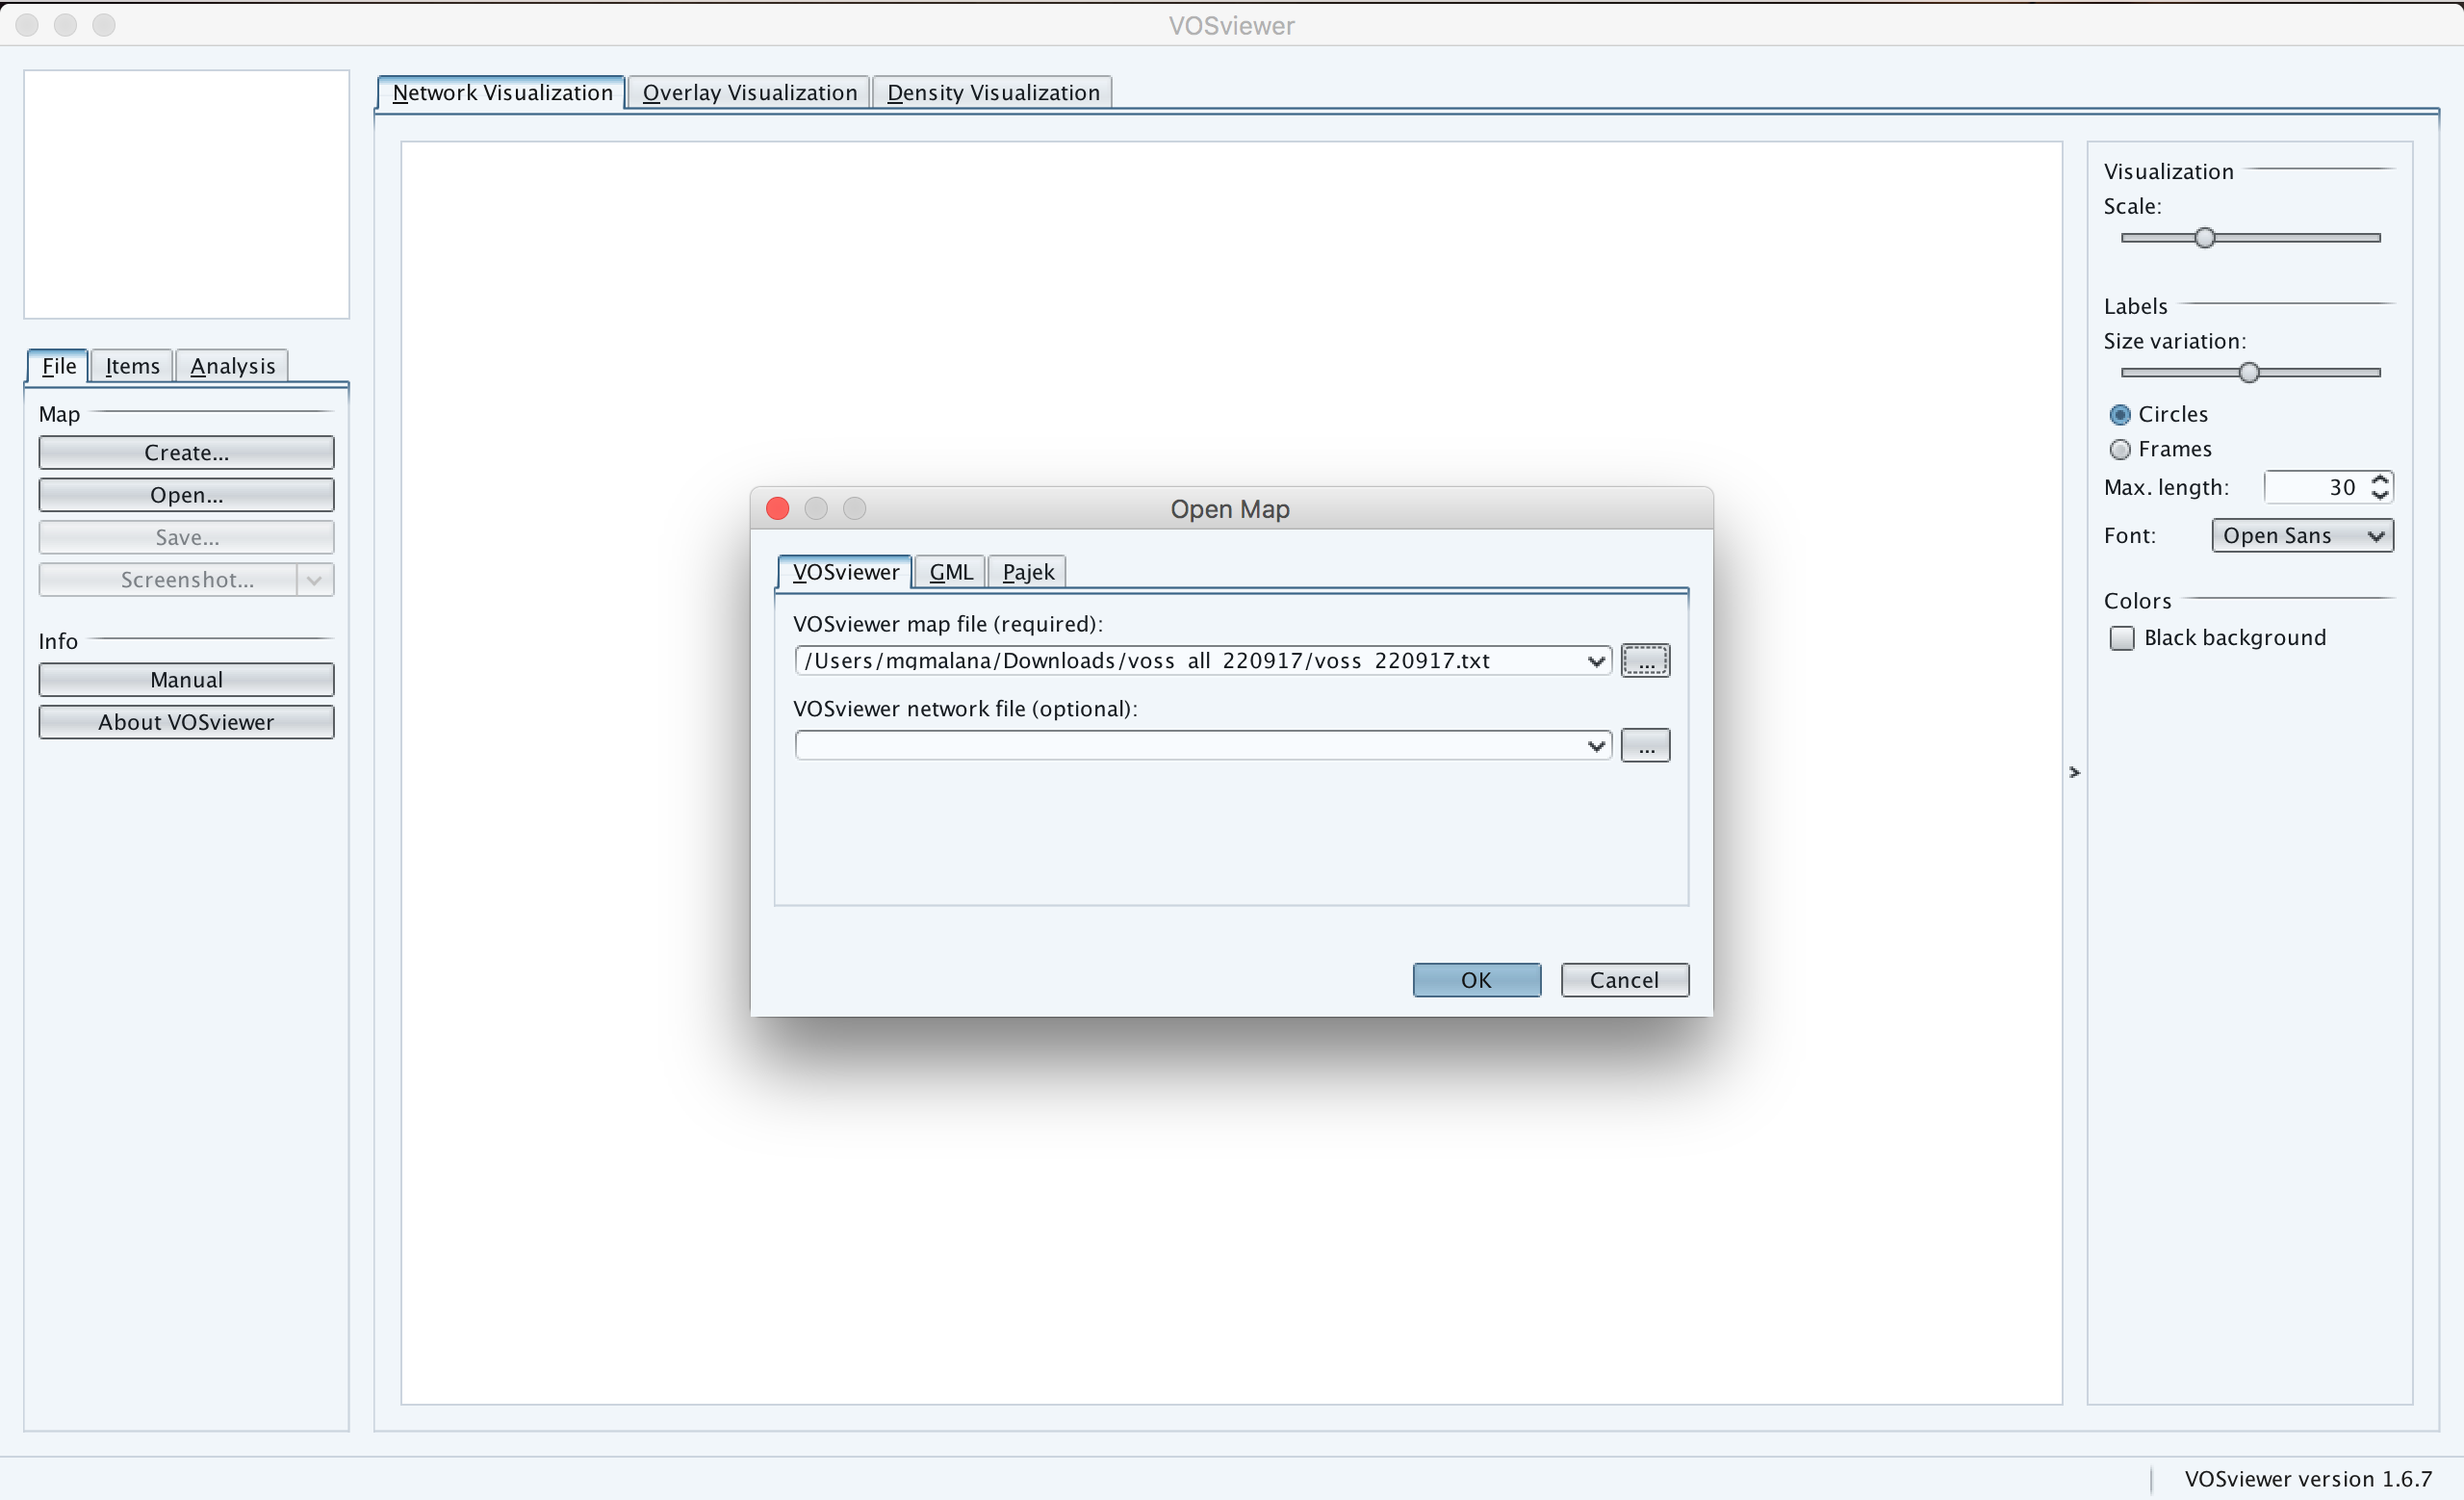 VOSviewer
Network Visualization
Overlay Visualization
Density Visualization
File
Items
Analysis
Map
Create...
Open...
Save...
Screenshot...
Info
Manual
About VOSviewer
Open Map
VOSviewer
GML
Pajek
VOSviewer map file (required):
/Users/mgmalana/Downloads/voss_all_220917/voss_220917.txt
...
VOSviewer network file (optional):
...
OK
Cancel
>
Visualization
Scale:
Labels
Size variation:
Circles
Frames
Max. length:
30
Font:
Open Sans
Colors
Black background
VOSviewer version 1.6.7